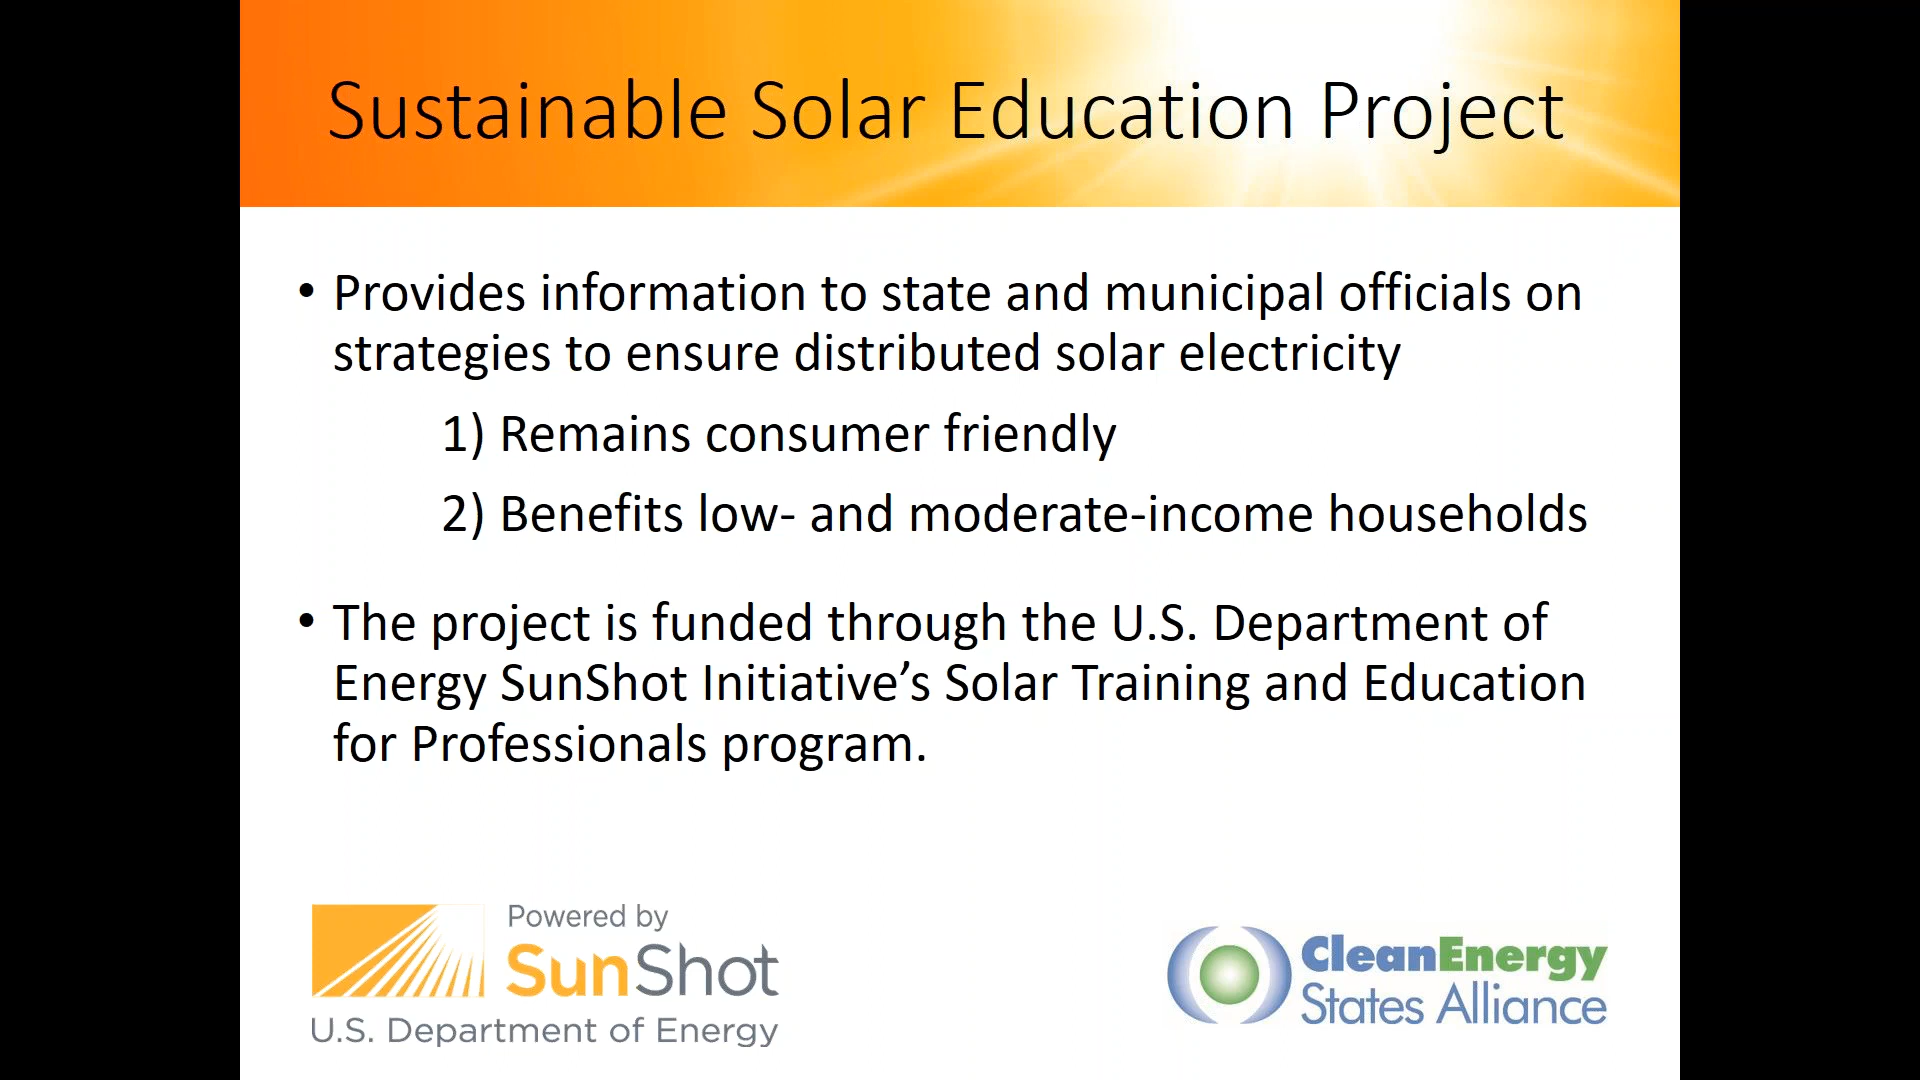 Sustainable Solar Education Project
• Provides information to state and municipal officials on
strategies to ensure distributed solar electricity
1) Remains consumer friendly
2) Benefits low- and moderate-income households
• The project is funded through the U.S. Department of
Energy SunShot Initiative’s Solar Training and Education
for Professionals program.
Powered by
SunShot
U.S. Department of Energy
CleanEnergy
States Alliance